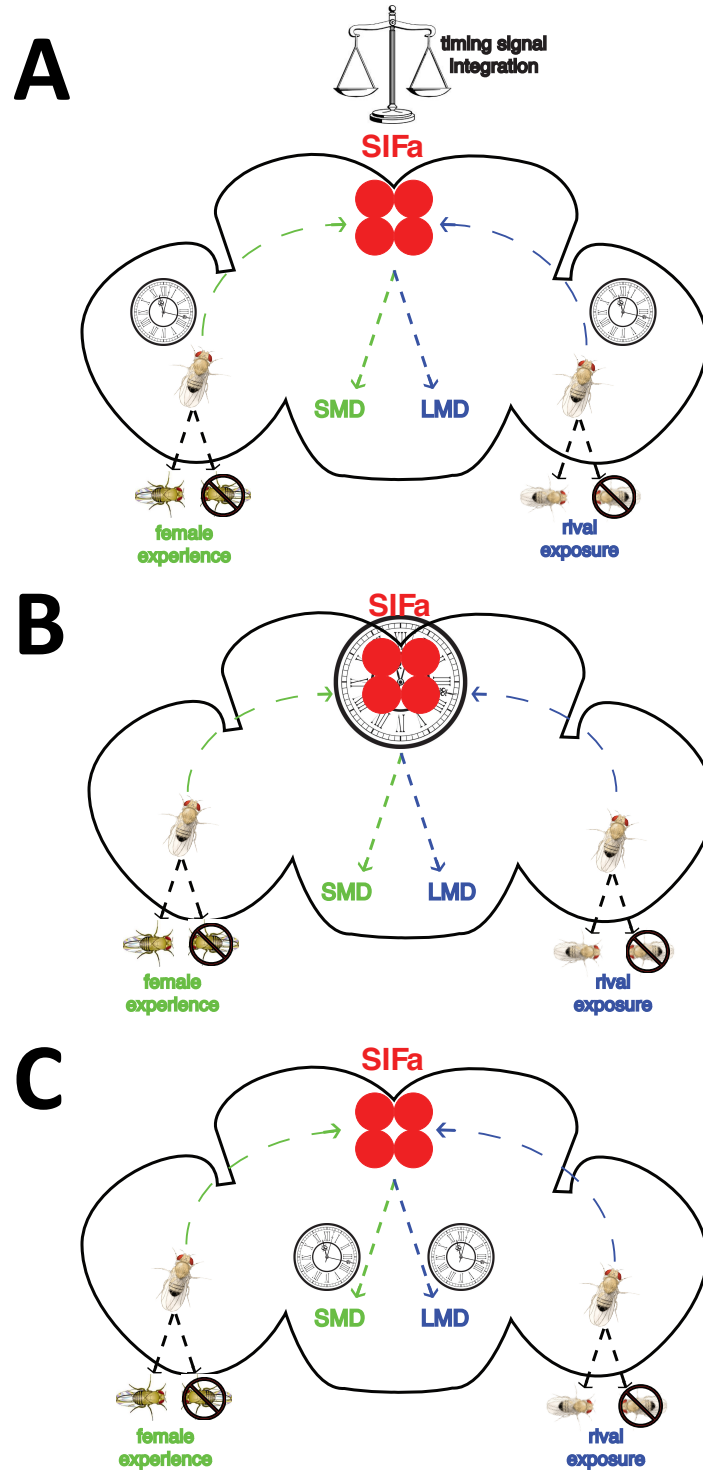 A
timing signal
integration
SIFa
SMD
LMD
female
experience
rival
exposure
B
SIFa
SMD
LMD
female
experience
rival
exposure
C
SIFa
SMD
LMD
female
experience
rival
exposure